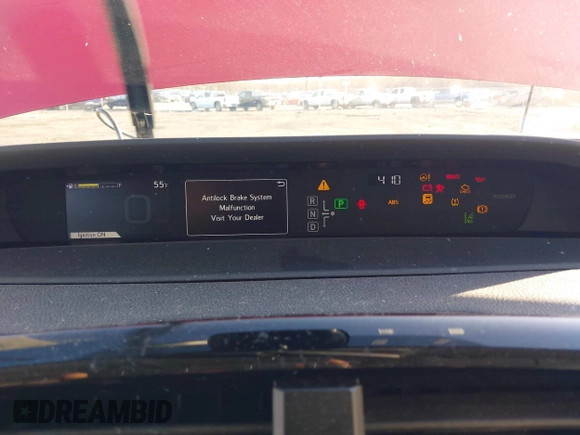 F
55°F
Ignition ON
Antilock Brake System
Malfunction
Visit Your Dealer
R
N
D
P
4:10
ABS
DREAMBID